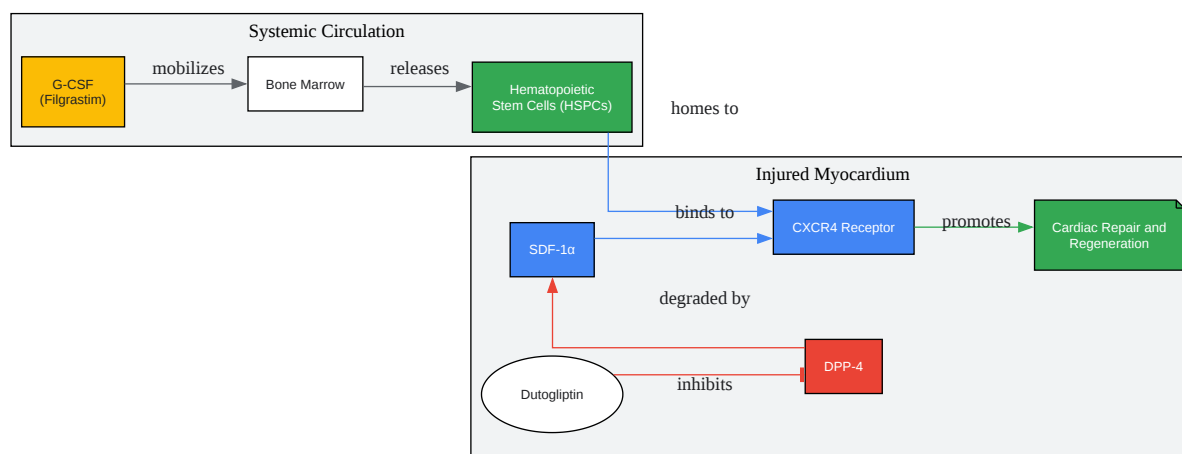 Systemic Circulation
G-CSF
(Filgrastim)
mobilizes
Bone Marrow
releases
Hematopoietic
Stem Cells (HSPCs)
homes to
Injured Myocardium
SDF-1α
binds to
CXCR4 Receptor
promotes
Cardiac Repair and
Regeneration
degraded by
DPP-4
Dutogliptin
inhibits